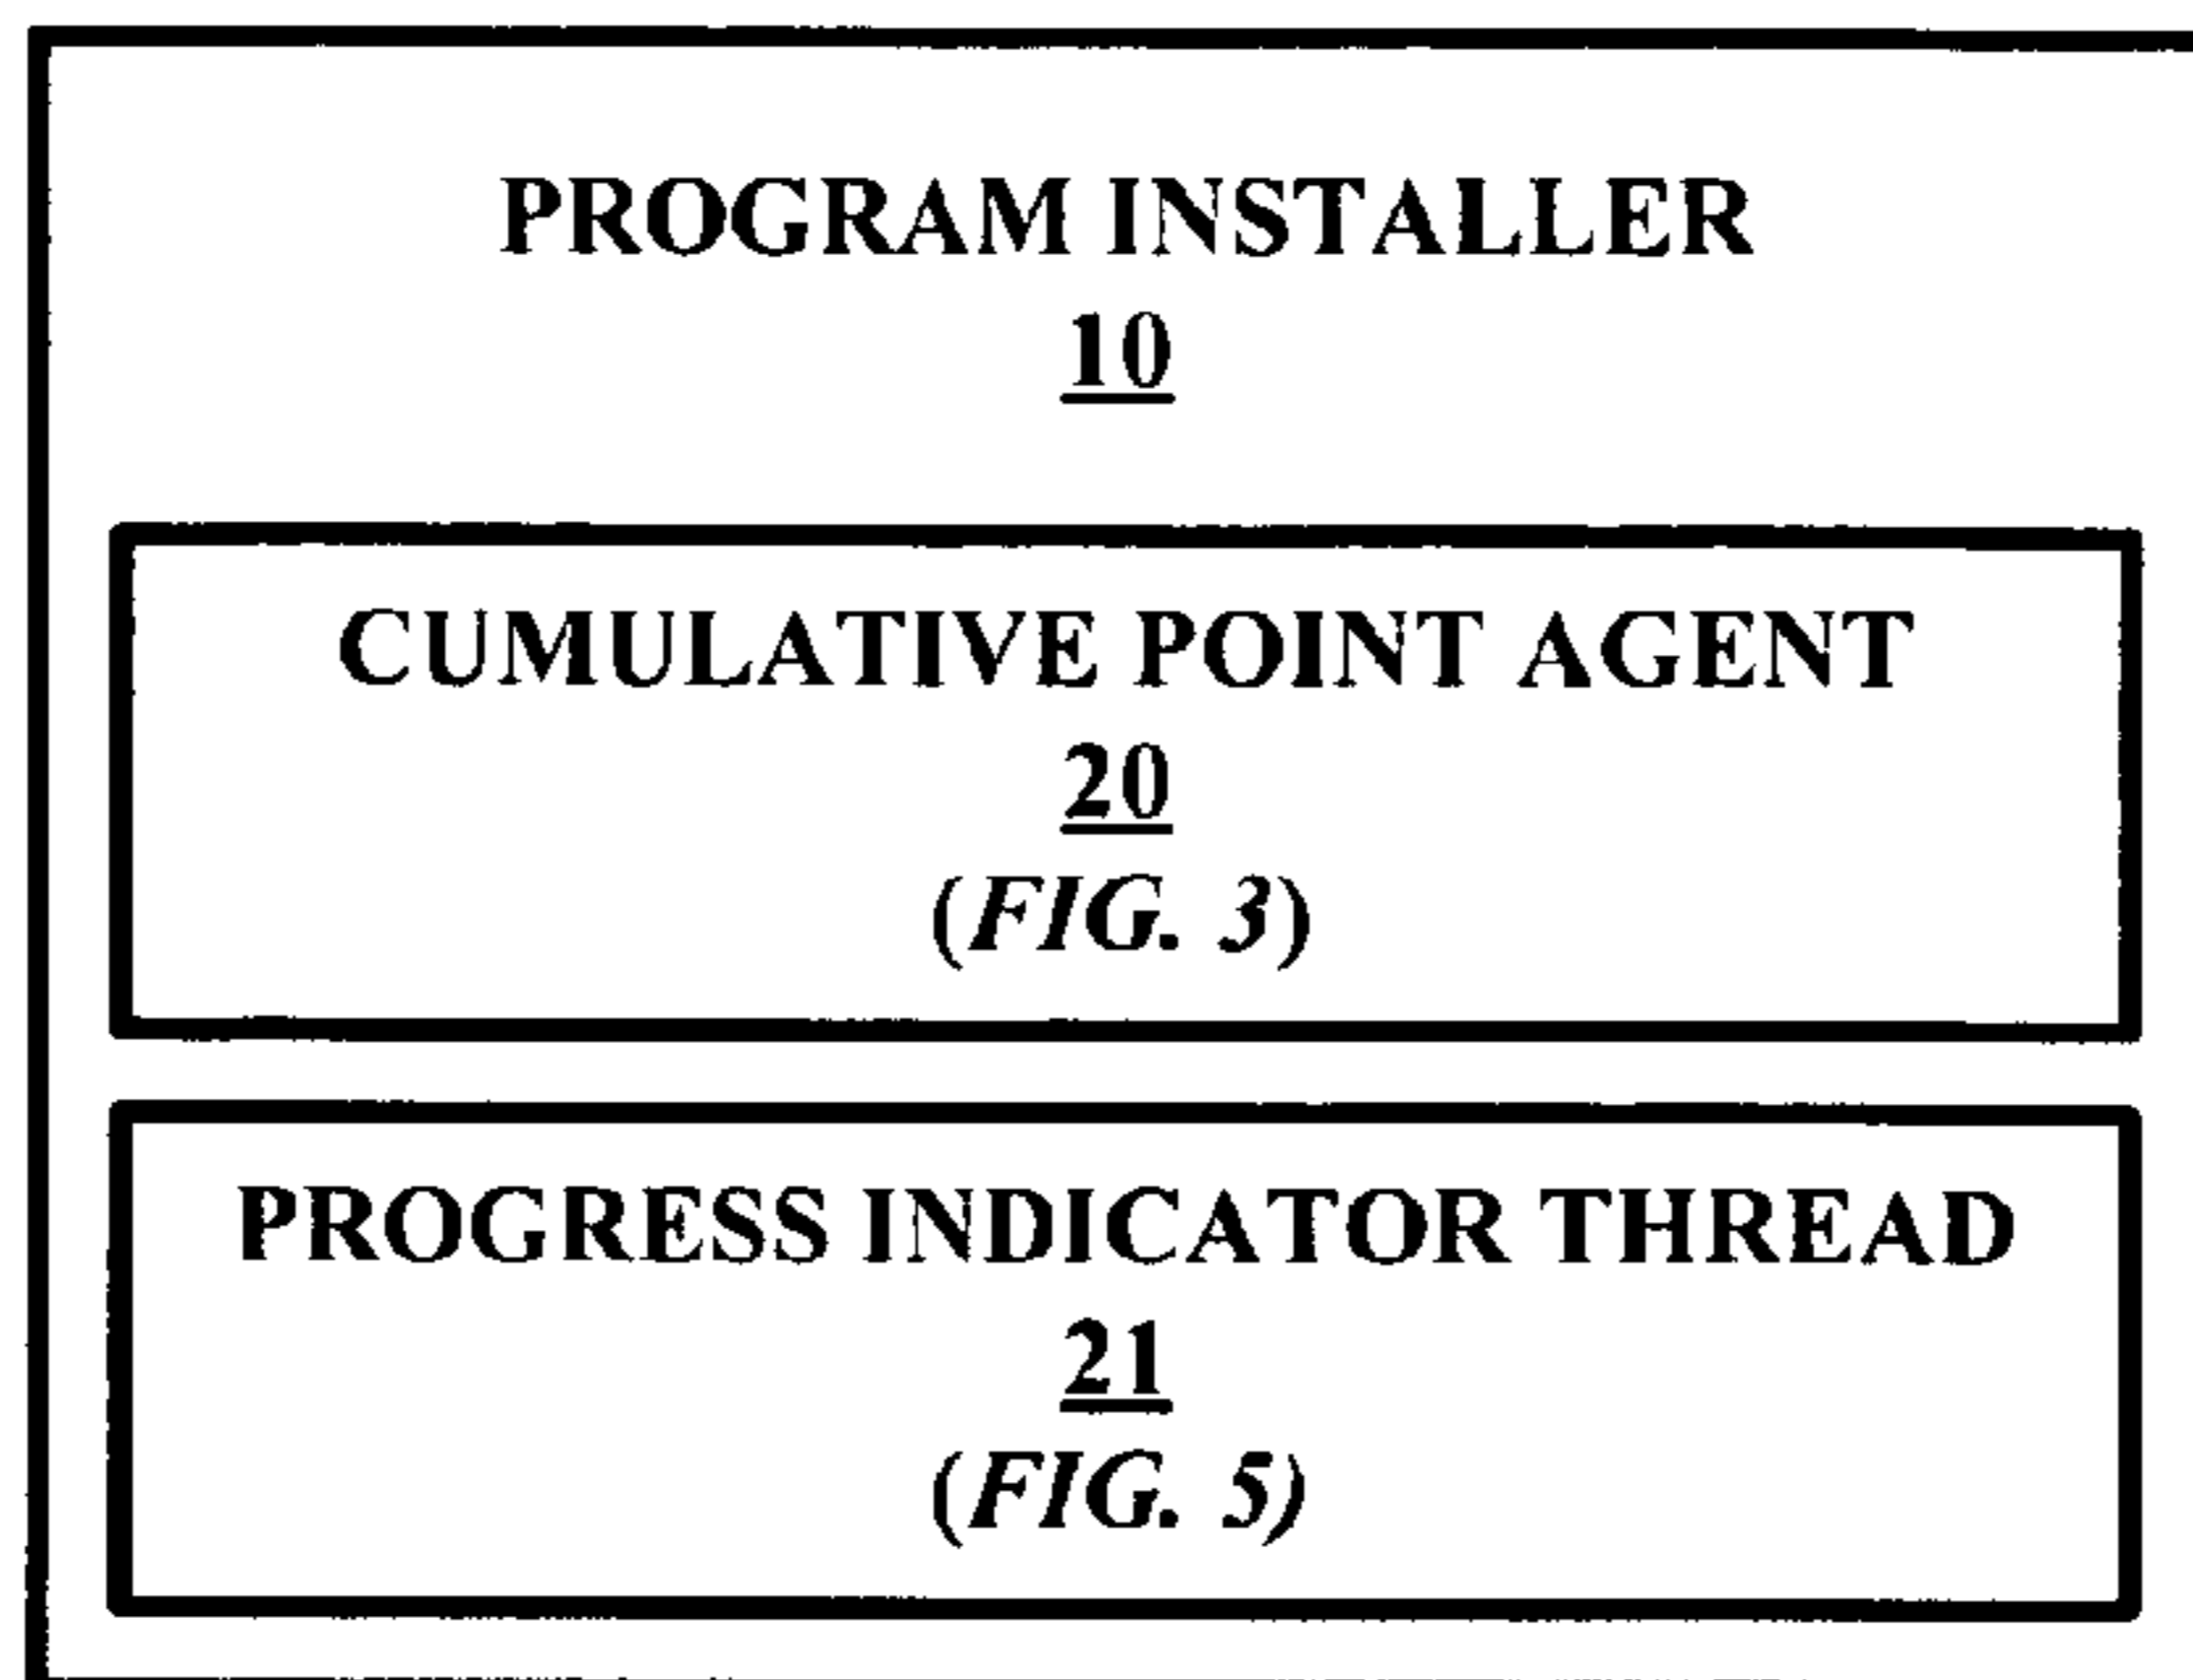 PROGRAM INSTALLER
10
CUMULATIVE POINT AGENT
20
(FIG. 3)
PROGRESS INDICATOR THREAD
21
(FIG. 5)